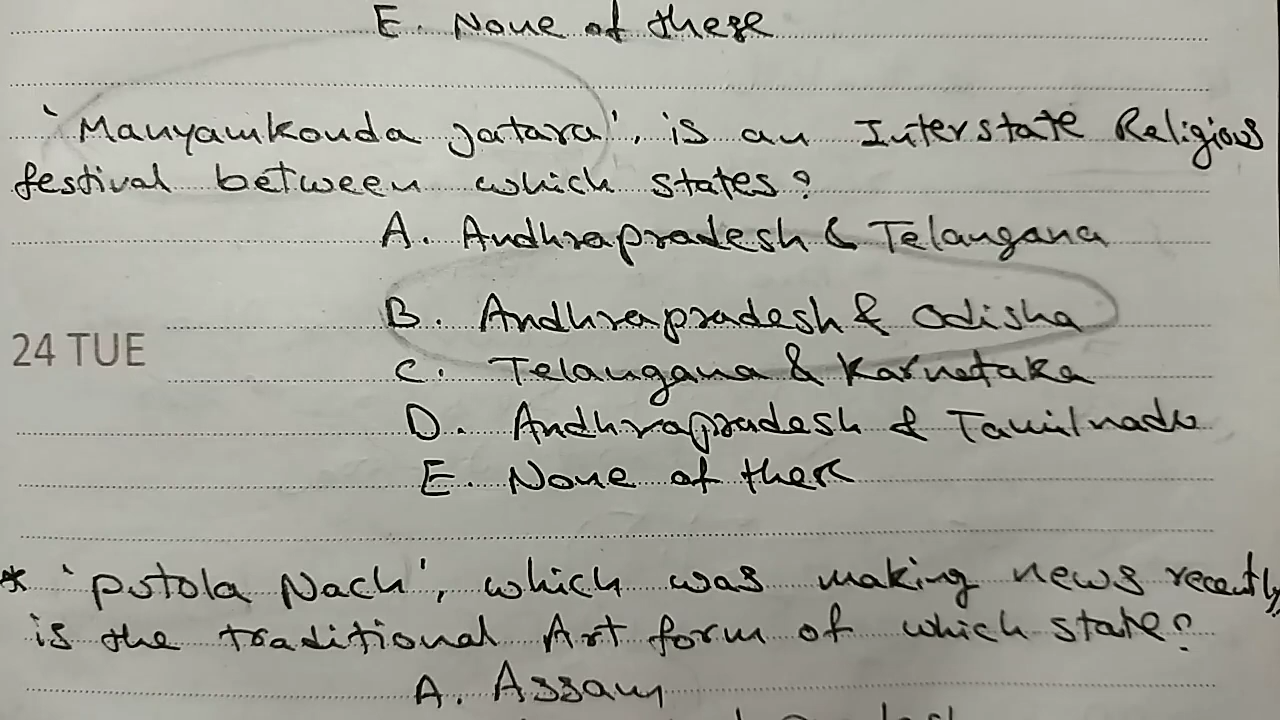 E. None of these
'Manyamkonda Jatara', is an Interstate Religious
festival between which states?
A. Andhrapradesh & Telangana
B. Andhrapradesh & Odisha
24 TUE
C. Telangana & Karnataka
D. Andhrapradesh & Tamilnadu
E. None of these
* 'Putola Nach', which was making news recently
is the traditional Art form of which state?
A. Assam